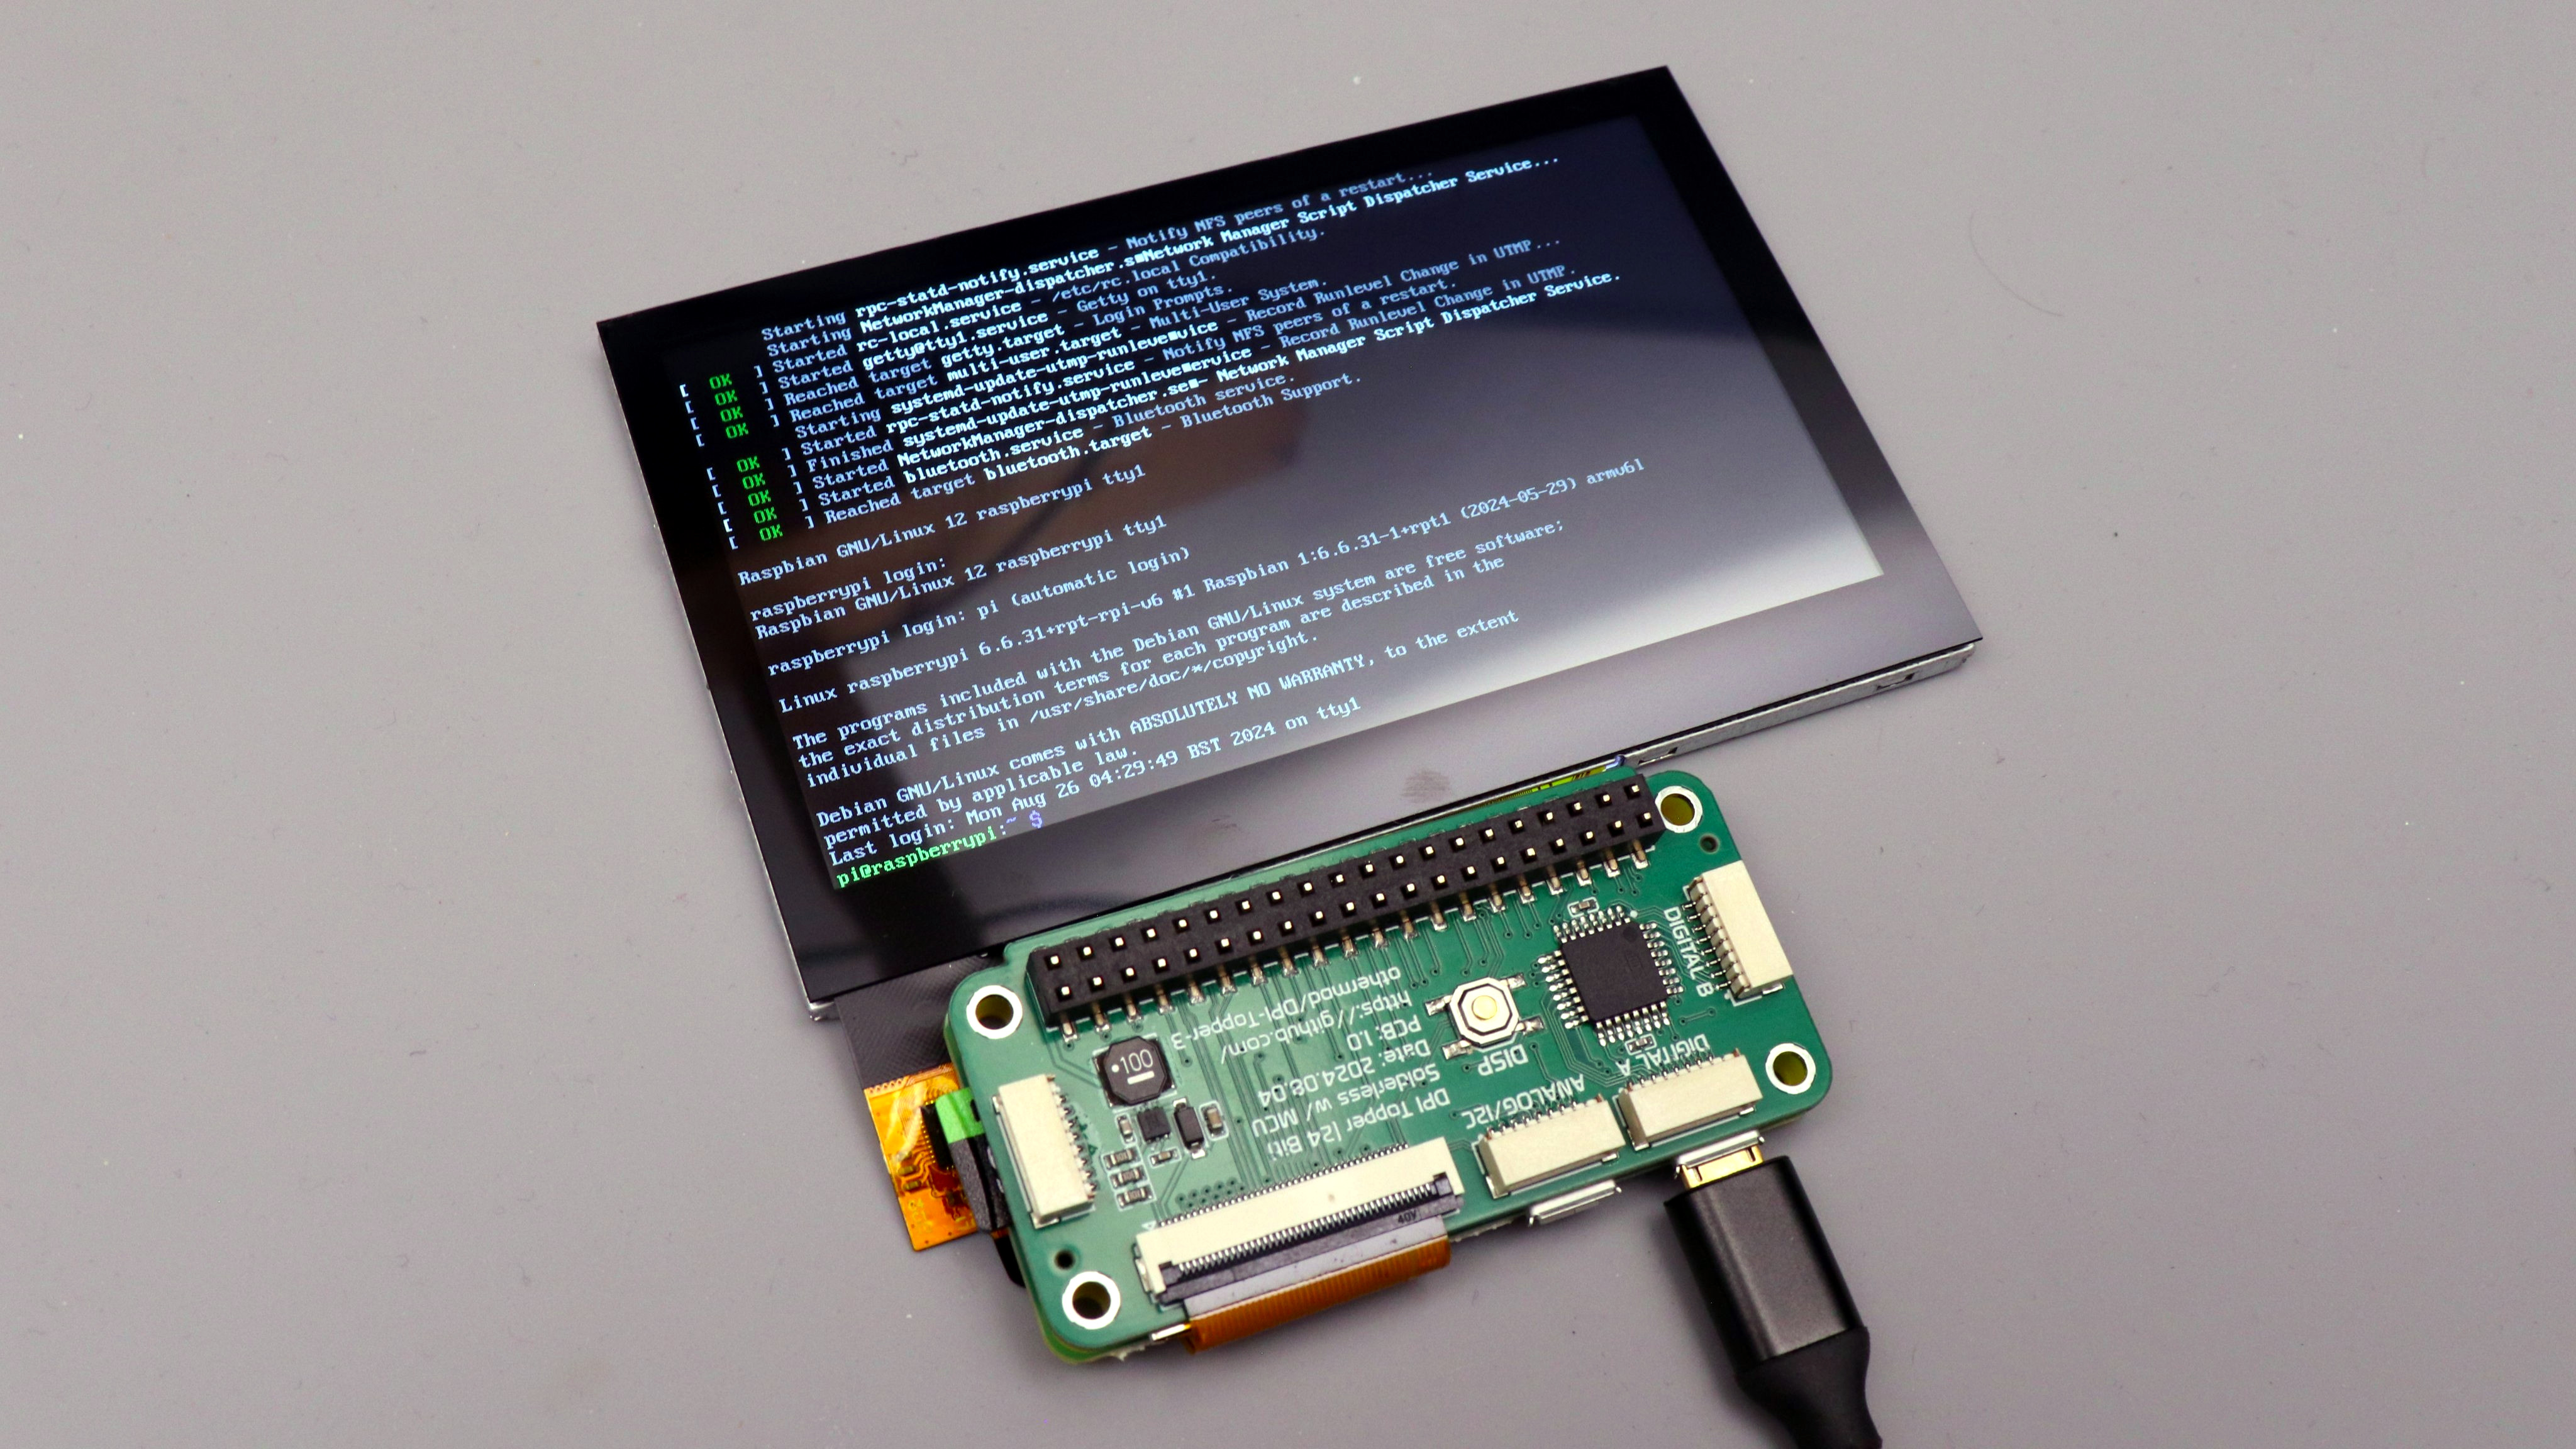 Starting rpc-statd-notify.service - Notify NFS peers of a restart...
Starting NetworkManager-dispatcher.s■Network Manager Script Dispatcher Service...
[  OK  ] Started rc-local.service - /etc/rc.local Compatibility.
[  OK  ] Started getty@tty1.service - Getty on tty1.
[  OK  ] Reached target getty.target - Login Prompts.
[  OK  ] Reached target multi-user.target - Multi-User System.
Starting systemd-update-utmp-runleve■vice - Record Runlevel Change in UTMP...
[  OK  ] Started rpc-statd-notify.service - Notify NFS peers of a restart.
[  OK  ] Finished systemd-update-utmp-runleve■ervice - Record Runlevel Change in UTMP.
[  OK  ] Started NetworkManager-dispatcher.se■- Network Manager Script Dispatcher Service.
[  OK  ] Started bluetooth.service - Bluetooth service.
[  OK  ] Reached target bluetooth.target - Bluetooth Support.
Raspbian GNU/Linux 12 raspberrypi tty1
raspberrypi login:
Raspbian GNU/Linux 12 raspberrypi tty1
raspberrypi login: pi (automatic login)
Linux raspberrypi 6.6.31+rpt-rpi-v6 #1 Raspbian 1:6.6.31-1+rpt1 (2024-05-29) armv6l
The programs included with the Debian GNU/Linux system are free software;
the exact distribution terms for each program are described in the
individual files in /usr/share/doc/*/copyright.
Debian GNU/Linux comes with ABSOLUTELY NO WARRANTY, to the extent
permitted by applicable law.
Last login: Mon Aug 26 04:29:49 BST 2024 on tty1
pi@raspberrypi:~ $
DIGITAL B
DIGITAL A
ANALOG/I2C
DISP
DPI Topper (24 Bit)
Solderless w/ MCU
Date: 2024.08.04
PCB: 1.0
https://github.com/
othermod/DPI-Topper-3
100
40V